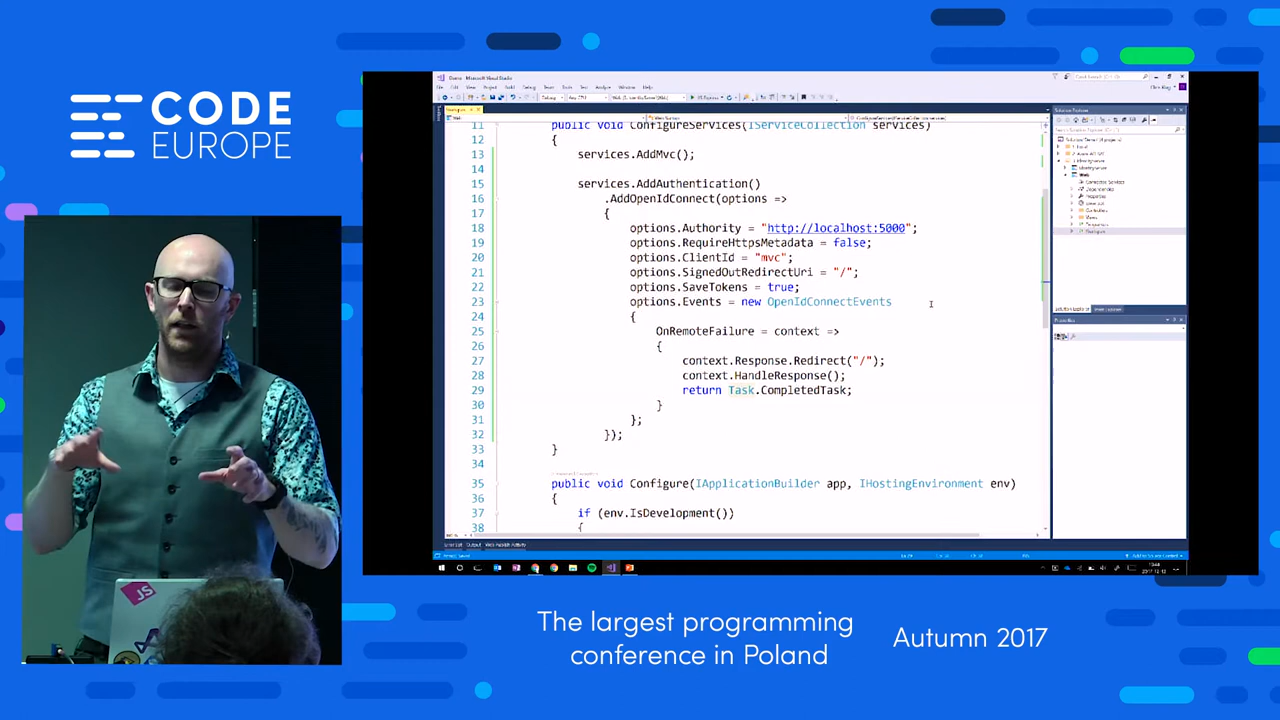 CODE
EUROPE
11 public void ConfigureServices(IServiceCollection services)
12 {
13 services.AddMvc();
14
15 services.AddAuthentication()
16 .AddOpenIdConnect(options =>
17 {
18 options.Authority = "http://localhost:5000";
19 options.RequireHttpsMetadata = false;
20 options.ClientId = "mvc";
21 options.SignedOutRedirectUri = "/";
22 options.SaveTokens = true;
23 options.Events = new OpenIdConnectEvents
24 {
25 OnRemoteFailure = context =>
26 {
27 context.Response.Redirect("/");
28 context.HandleResponse();
29 return Task.CompletedTask;
30 }
31 };
32 });
33 }
34
35 public void Configure(IApplicationBuilder app, IHostingEnvironment env)
36 {
37 if (env.IsDevelopment())
38 {
JS
The largest programming
conference in Poland
Autumn 2017